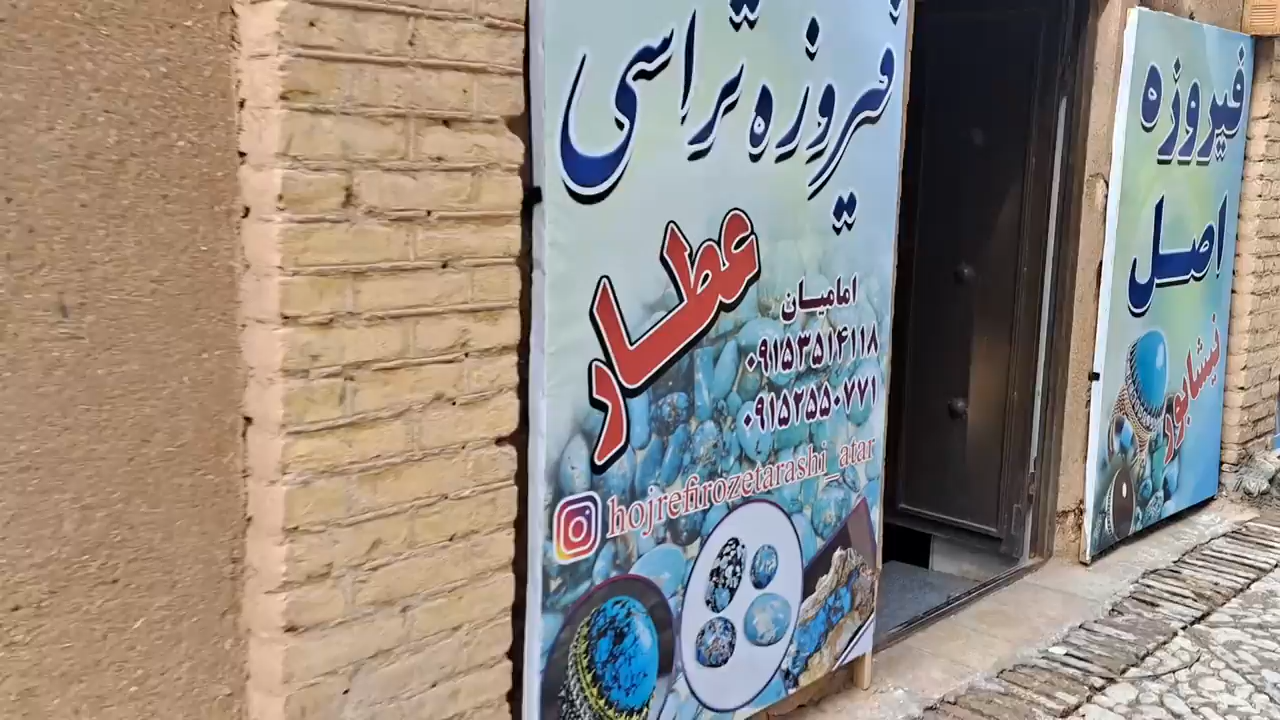 فیروزه تراشی
عطار
امامیان
۰۹۱۵۳۵۱۴۱۱۸
۰۹۱۵۲۵۵۰۷۷۱
hojrefirozetarashi_atar
فیروزه
اصل
نیشابور